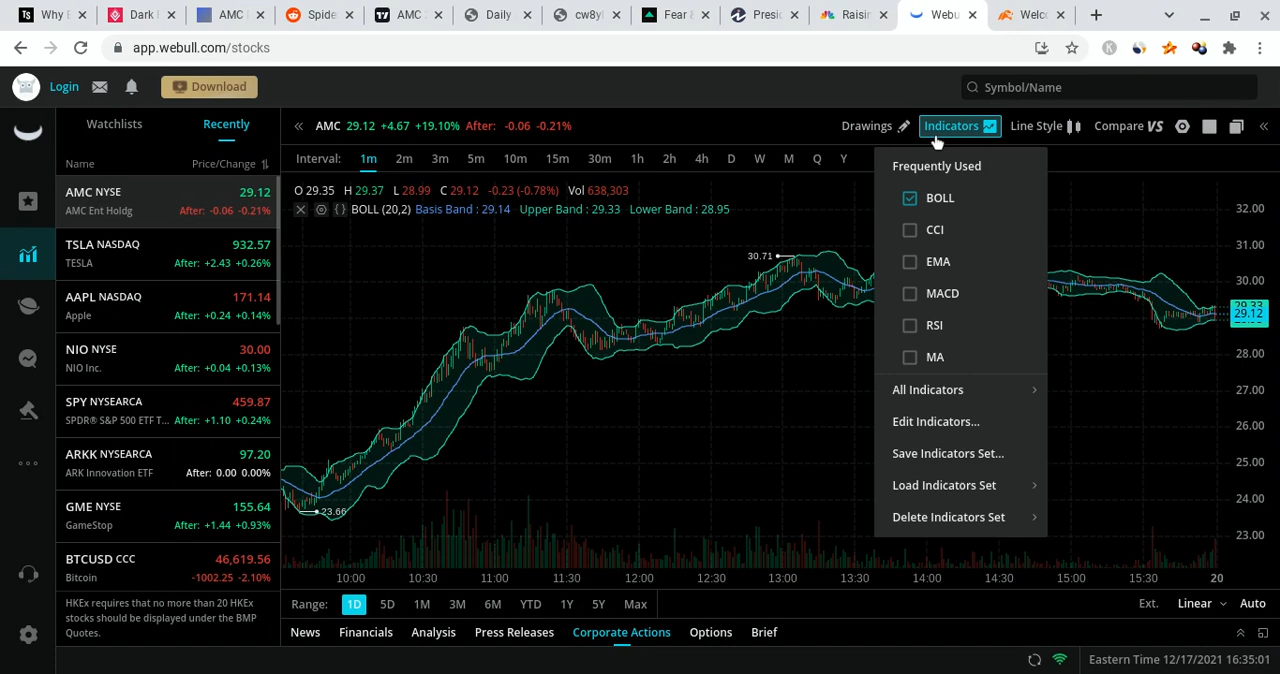 Why E
Dark F
AMC E
Spide
AMC
Daily
cw8yl
Fear &
Presid
Raisin
Webu
Welc
app.webull.com/stocks
Login
Download
Symbol/Name
Watchlists Recently
Name Price/Change
AMC NYSE 29.12
AMC Ent Holdg After: -0.06 -0.21%
TSLA NASDAQ 932.57
TESLA After: +2.43 +0.26%
AAPL NASDAQ 171.14
Apple After: +0.24 +0.14%
NIO NYSE 30.00
NIO Inc. After: +0.04 +0.13%
SPY NYSEARCA 459.87
SPDR® S&P 500 ETF T... After: +1.10 +0.24%
ARKK NYSEARCA 97.20
ARK Innovation ETF After: 0.00 0.00%
GME NYSE 155.64
GameStop After: +1.44 +0.93%
BTCUSD CCC 46,619.56
Bitcoin -1002.25 -2.10%
HKEx requires that no more than 20 HKEx
stocks should be displayed under the BMP
Quotes.
AMC 29.12 +4.67 +19.10% After: -0.06 -0.21%
Drawings Indicators Line Style Compare VS
Interval: 1m 2m 3m 5m 10m 15m 30m 1h 2h 4h D W M Q Y
O 29.35 H 29.37 L 28.99 C 29.12 -0.23 (-0.78%) Vol 638,303
BOLL (20,2) Basis Band : 29.14 Upper Band : 29.33 Lower Band : 28.95
Frequently Used
BOLL
CCI
EMA
MACD
RSI
MA
All Indicators
Edit Indicators...
Save Indicators Set...
Load Indicators Set
Delete Indicators Set
30.71
23.66
32.00
31.00
30.00
29.33
29.12
28.00
27.00
26.00
25.00
24.00
23.00
10:00 10:30 11:00 11:30 12:00 12:30 13:00 13:30 14:00 14:30 15:00 15:30 20
Range: 1D 5D 1M 3M 6M YTD 1Y 5Y Max
Ext. Linear Auto
News Financials Analysis Press Releases Corporate Actions Options Brief
Eastern Time 12/17/2021 16:35:01